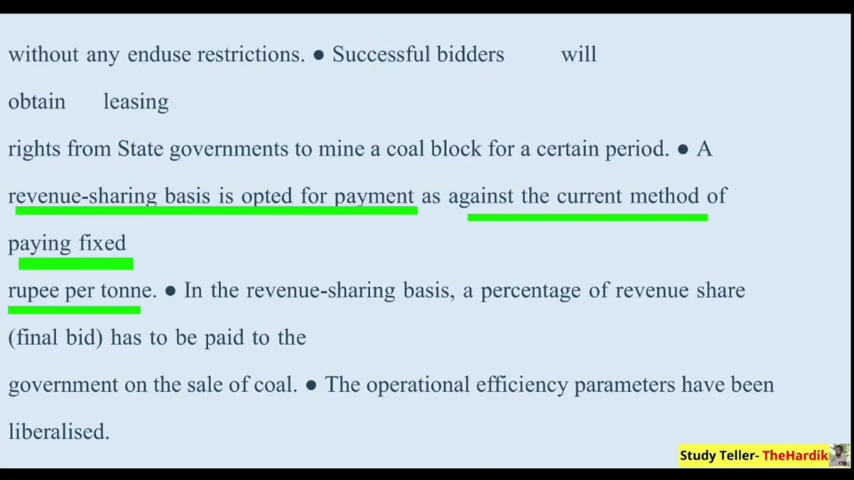 without any enduse restrictions. ● Successful bidders will
obtain leasing
rights from State governments to mine a coal block for a certain period. ● A
revenue-sharing basis is opted for payment as against the current method of
paying fixed
rupee per tonne. ● In the revenue-sharing basis, a percentage of revenue share
(final bid) has to be paid to the
government on the sale of coal. ● The operational efficiency parameters have been
liberalised.
Study Teller- TheHardik